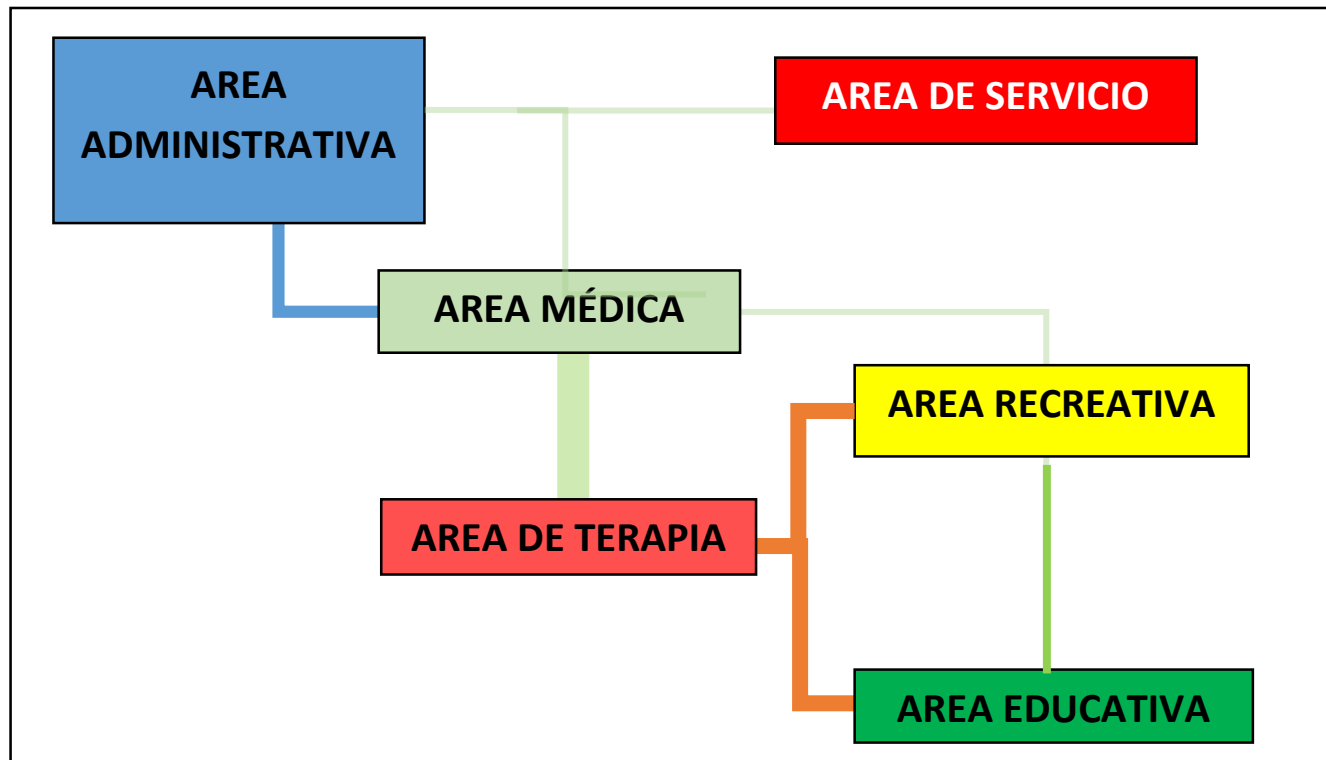 AREA
ADMINISTRATIVA
AREA DE SERVICIO
AREA MÉDICA
AREA RECREATIVA
AREA DE TERAPIA
AREA EDUCATIVA